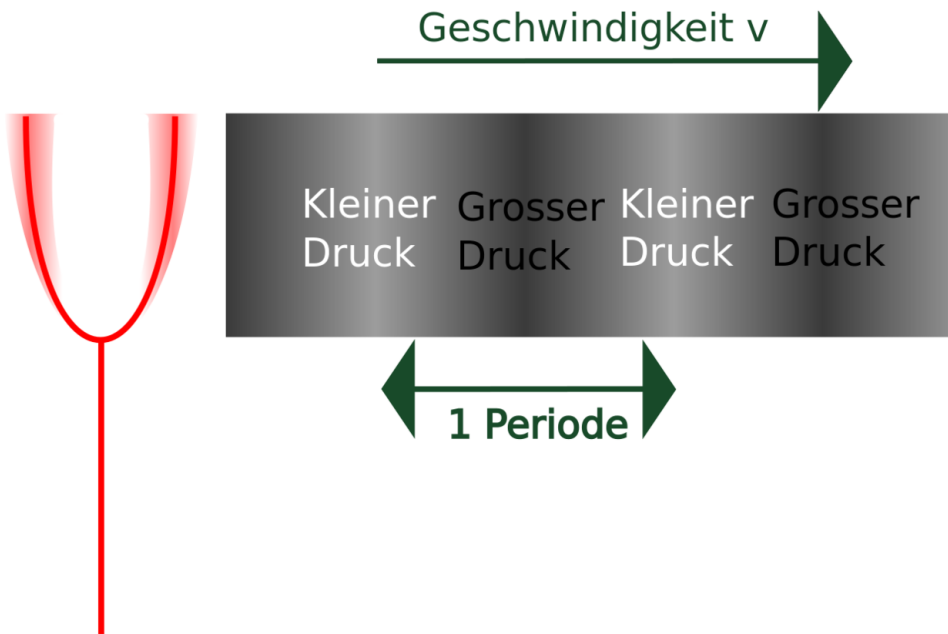 Geschwindigkeit v
Kleiner
Druck
Grosser
Druck
Kleiner
Druck
Grosser
Druck
1 Periode